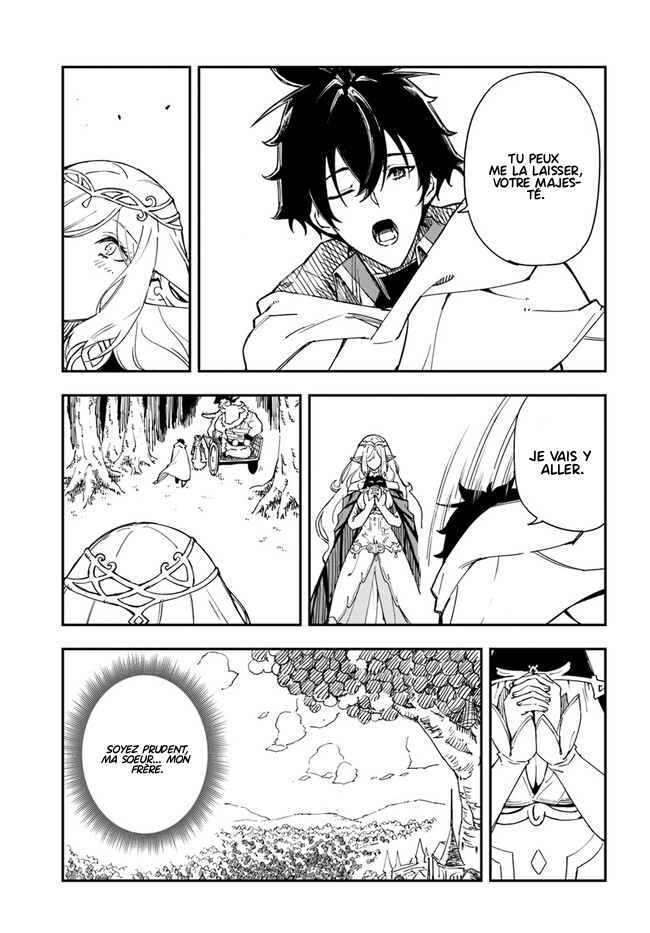 TU PEUX
ME LA LAISSER,
VOTRE MAJES-
TÉ.
JE VAIS Y
ALLER.
SOYEZ PRUDENT,
MA SOEUR... MON
FRÈRE.